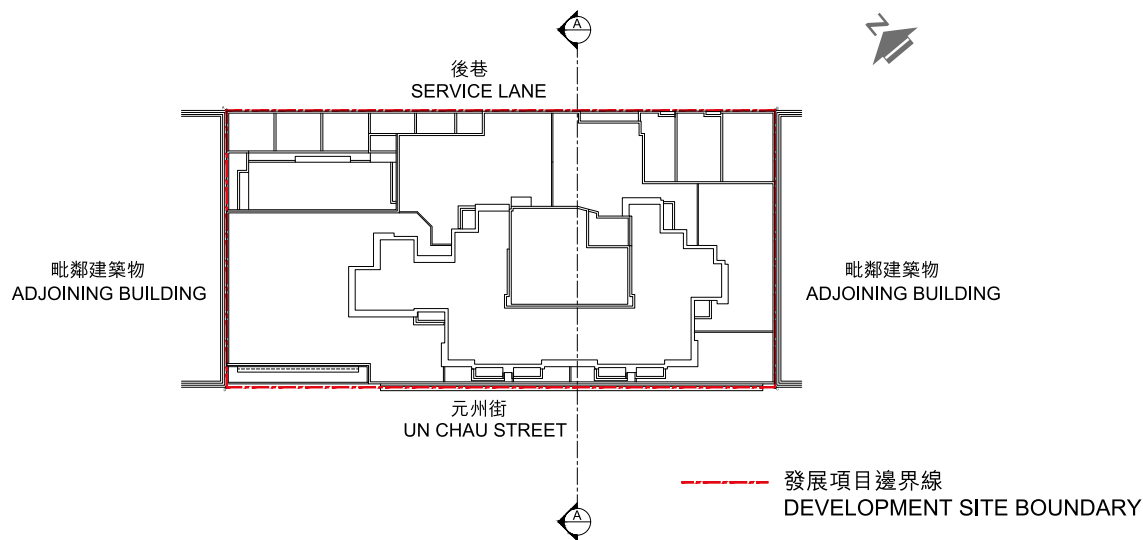 A
N
後巷
SERVICE LANE
毗鄰建築物
ADJOINING BUILDING
毗鄰建築物
ADJOINING BUILDING
元州街
UN CHAU STREET
發展項目邊界線
DEVELOPMENT SITE BOUNDARY
A